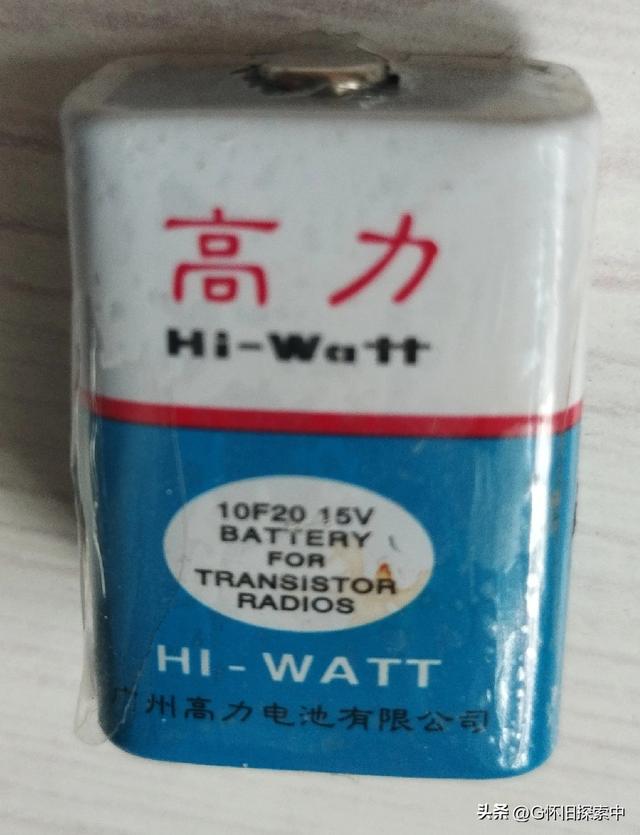 高力
Hi-Watt
10F20 15V
BATTERY
FOR
TRANSISTOR
RADIOS
HI-WATT
广州高力电池有限公司
头条 @G怀旧探索中